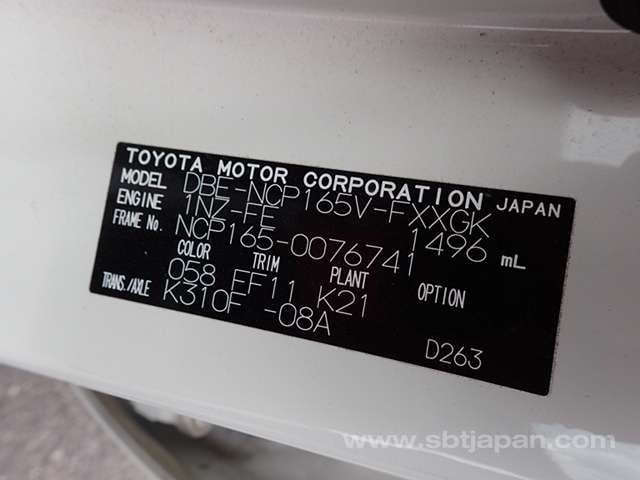 TOYOTA MOTOR CORPORATION JAPAN
MODEL DBE-NCP165V-FXXGK
ENGINE 1NZ-FE 1496 mL
FRAME No. NCP165-0076741
COLOR TRIM PLANT OPTION
058 FF11 K21
TRANS./AXLE K310F -08A
D263
www.sbtjapan.com